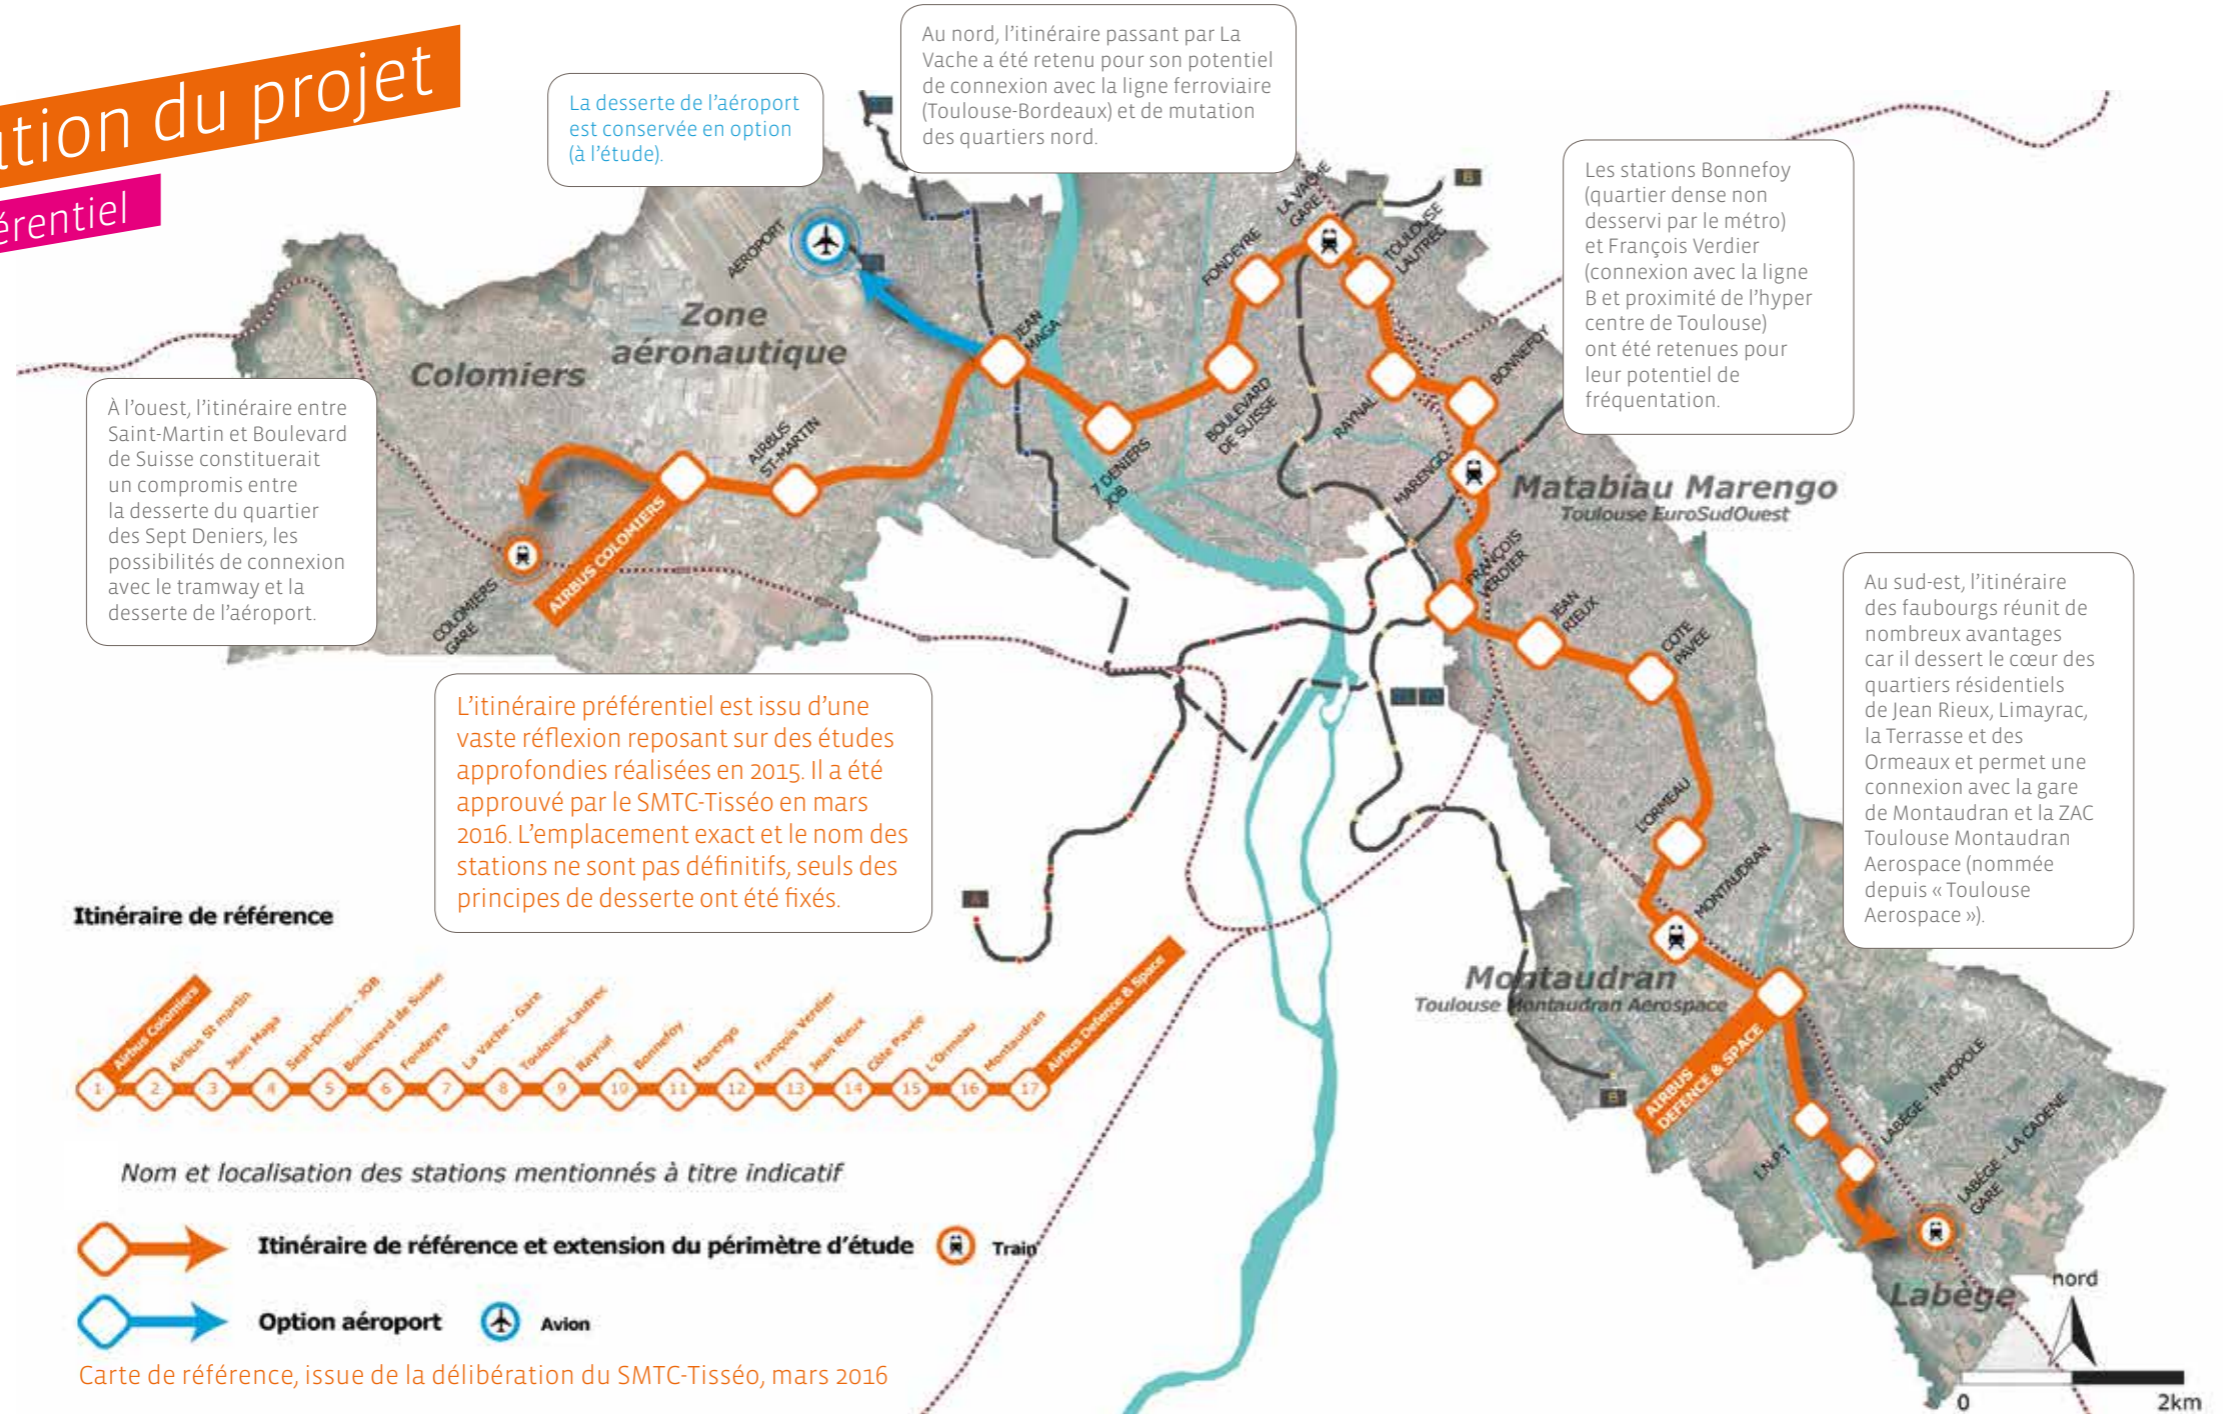 ation du projet
érentiel
La desserte de l'aéroport
est conservée en option
(à l'étude).
Au nord, l'itinéraire passant par La
Vache a été retenu pour son potentiel
de connexion avec la ligne ferroviaire
(Toulouse-Bordeaux) et de mutation
des quartiers nord.
Les stations Bonnefoy
(quartier dense non
desservi par le métro)
et François Verdier
(connexion avec la ligne
B et proximité de l'hyper
centre de Toulouse)
ont été retenues pour
leur potentiel de
fréquentation.
À l'ouest, l'itinéraire entre
Saint-Martin et Boulevard
de Suisse constituerait
un compromis entre
la desserte du quartier
des Sept Deniers, les
possibilités de connexion
avec le tramway et la
desserte de l'aéroport.
Au sud-est, l'itinéraire
des faubourgs réunit de
nombreux avantages
car il dessert le cœur des
quartiers résidentiels
de Jean Rieux, Limayrac,
la Terrasse et des
Ormeaux et permet une
connexion avec la gare
de Montaudran et la ZAC
Toulouse Montaudran
Aerospace (nommée
depuis « Toulouse
Aerospace »).
L'itinéraire préférentiel est issu d'une
vaste réflexion reposant sur des études
approfondies réalisées en 2015. Il a été
approuvé par le SMTC-Tisséo en mars
2016. L'emplacement exact et le nom des
stations ne sont pas définitifs, seuls des
principes de desserte ont été fixés.
Colomiers
Zone
aéronautique
Matabiau Marengo
Toulouse EuroSudOuest
Montaudran
Toulouse Montaudran Aerospace
Labège
COLOMIERS
GARE
AIRBUS COLOMIERS
AIRBUS
ST-MARTIN
AEROPORT
JEAN
MAGA
7 DENIERS
JOB
BOULEVARD
DE SUISSE
FONDEYRE
LA VACHE
GARE
TOULOUSE
LAUTREC
RAYNAL
BONNEFOY
MARENGO
FRANÇOIS
VERDIER
JEAN
RIEUX
COTE
PAVEE
L'ORMEAU
MONTAUDRAN
AIRBUS
DEFENCE & SPACE
I.N.P.T
LABÈGE - INNOPOLE
LABÈGE - LA CADENE
GARE
B
A
B
Itinéraire de référence
Airbus Colomiers
Airbus St martin
Jean Maga
Sept-Deniers - JOB
Boulevard de Suisse
Fondeyre
La Vache - Gare
Toulouse-Lautrec
Raynal
Bonnefoy
Marengo
François Verdier
Jean Rieux
Côte Pavée
L'Ormeau
Montaudran
Airbus Defence & Space
1 2 3 4 5 6 7 8 9 10 11 12 13 14 15 16 17
Nom et localisation des stations mentionnés à titre indicatif
Itinéraire de référence et extension du périmètre d'étude
Train
Option aéroport
Avion
Carte de référence, issue de la délibération du SMTC-Tisséo, mars 2016
nord
0 2km